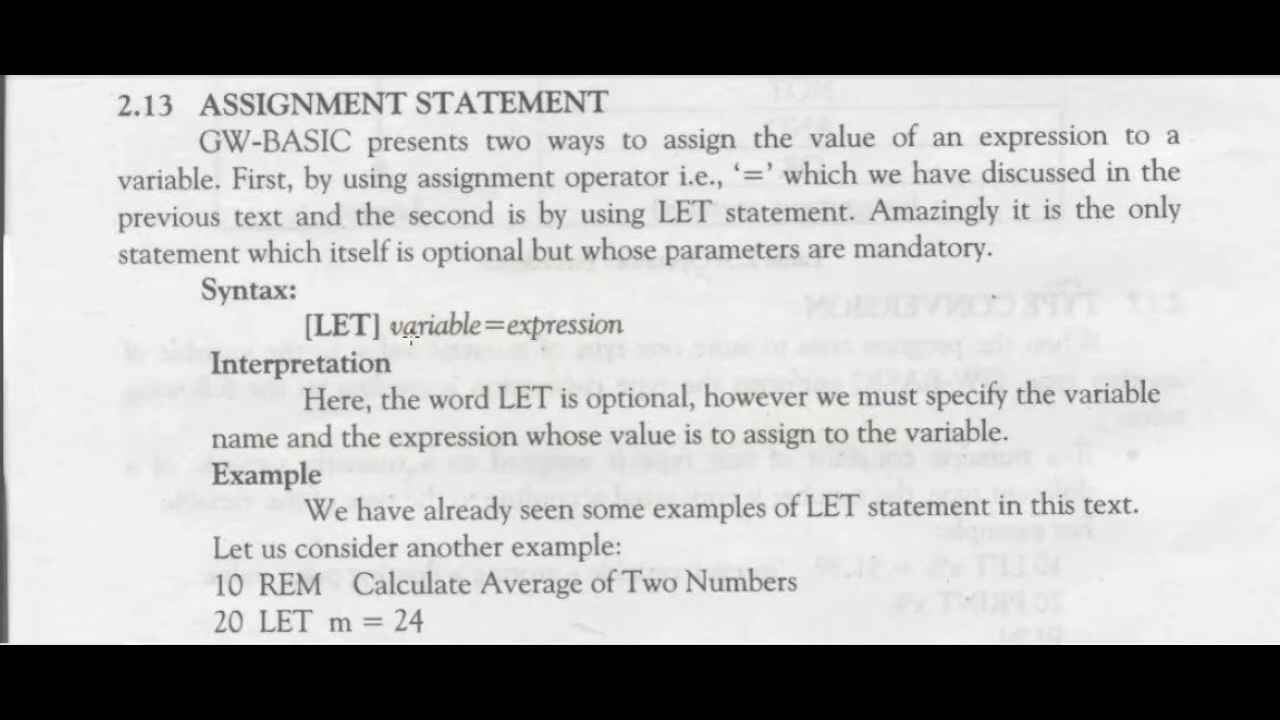 2.13 ASSIGNMENT STATEMENT
GW-BASIC presents two ways to assign the value of an expression to a
variable. First, by using assignment operator i.e., ‘=’ which we have discussed in the
previous text and the second is by using LET statement. Amazingly it is the only
statement which itself is optional but whose parameters are mandatory.
Syntax:
[LET] variable=expression
Interpretation
Here, the word LET is optional, however we must specify the variable
name and the expression whose value is to assign to the variable.
Example
We have already seen some examples of LET statement in this text.
Let us consider another example:
10 REM Calculate Average of Two Numbers
20 LET m = 24